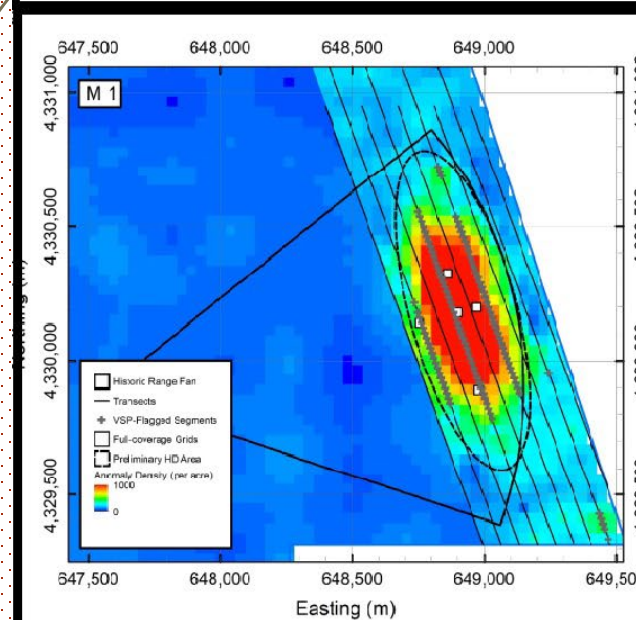 647,500 648,000 648,500 649,000
4,331,000
M 1
4,330,500
4,330,000
Historic Range Fan
Transects
VSP-Flagged Segments
Full-coverage Grids
Preliminary HD Area
Anomaly Density (per acre)
1000
0
4,329,500
647,500 648,000 648,500 649,000 649,50
Easting (m)